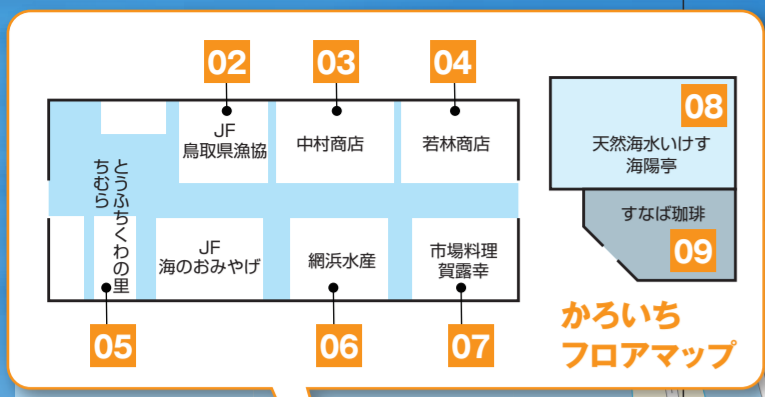 02
03
04
JF
鳥取県漁協
中村商店
若林商店
08
天然海水いけす
海陽亭
すなば珈琲
09
とうふちくわの里
ちむら
JF
海のおみやげ
網浜水産
市場料理
賀露幸
05
06
07
かろいち
フロアマップ